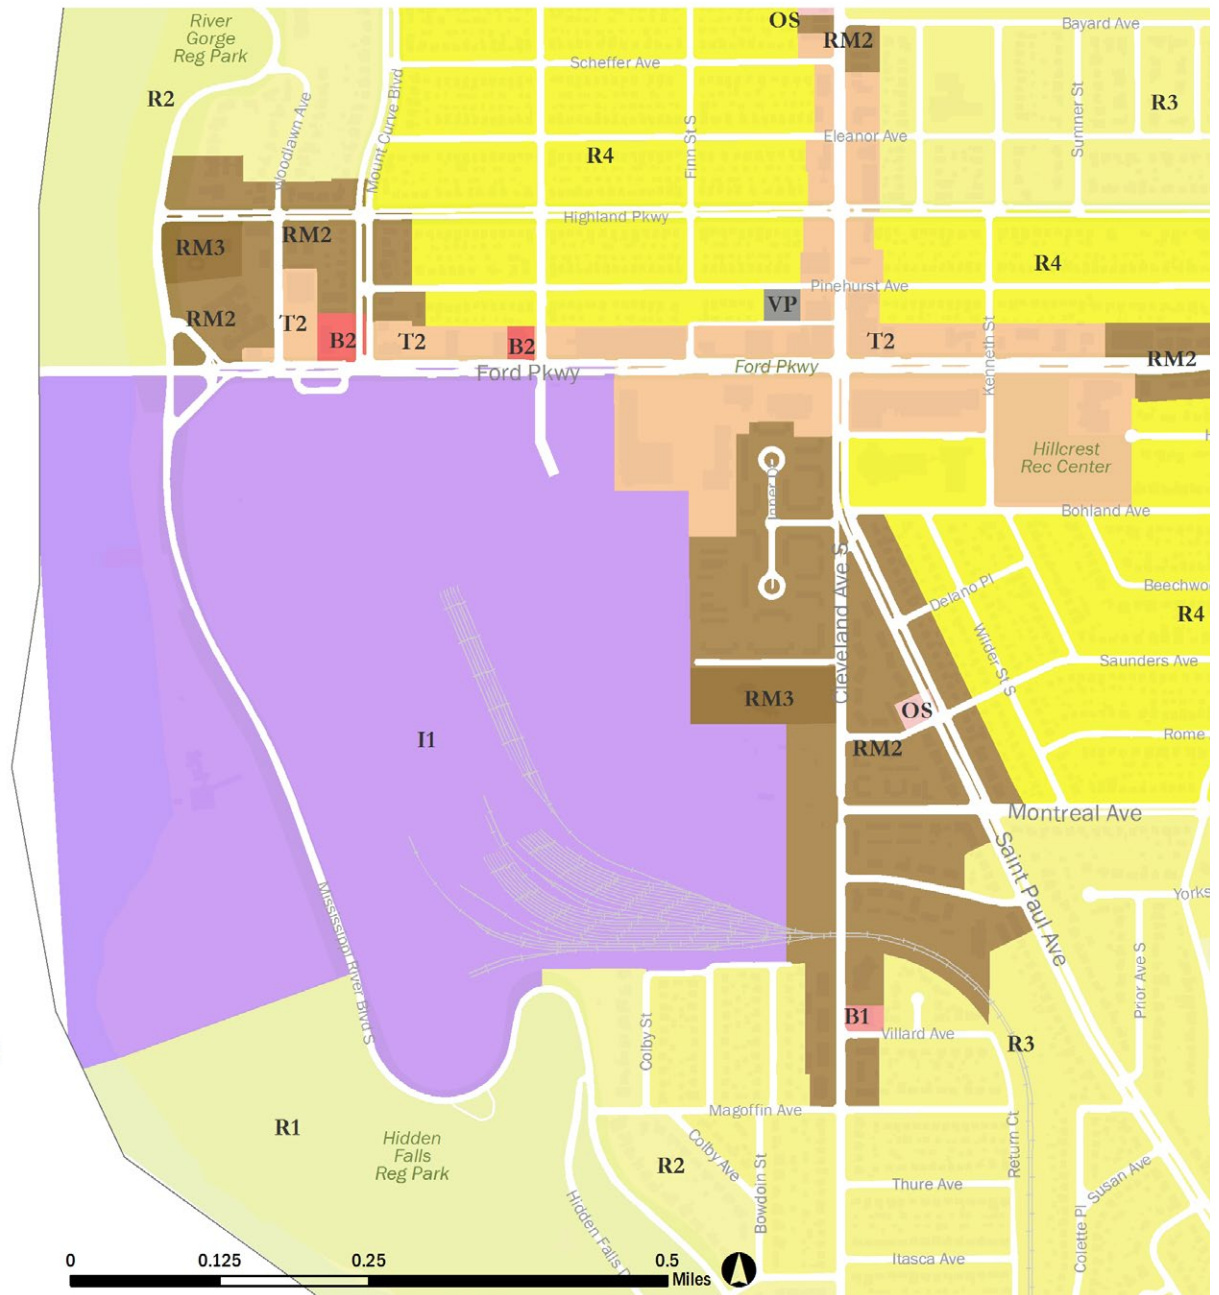 River
Gorge
Reg Park
OS
RM2
Bayard Ave
Scheffer Ave
R2
Woodlawn Ave
Mount Curve Blvd
Finn St S
Sumner St
R3
Eleanor Ave
R4
Highland Pkwy
RM3
RM2
R4
Pinehurst Ave
VP
RM2
T2
B2
T2
B2
T2
Kenneth St
RM2
Ford Pkwy
Ford Pkwy
Hillcrest
Rec Center
H
Inner D
Bohland Ave
Cleveland Ave S
Delano Pl
Beechwo
R4
Wilder St S
Saunders Ave
RM3
OS
I1
RM2
Rome
Montreal Ave
Saint Paul Ave
Mississippi River Blvd S
Yorks
Prior Ave S
B1
Villard Ave
Colby St
R3
R1
Magoffin Ave
Hidden
Falls
Reg Park
R2
Colby Ave
Bowdoin St
Return Ct
Thure Ave
Susan Ave
Colette Pl
Hidden Falls D
Itasca Ave
0 0.125 0.25 0.5
Miles